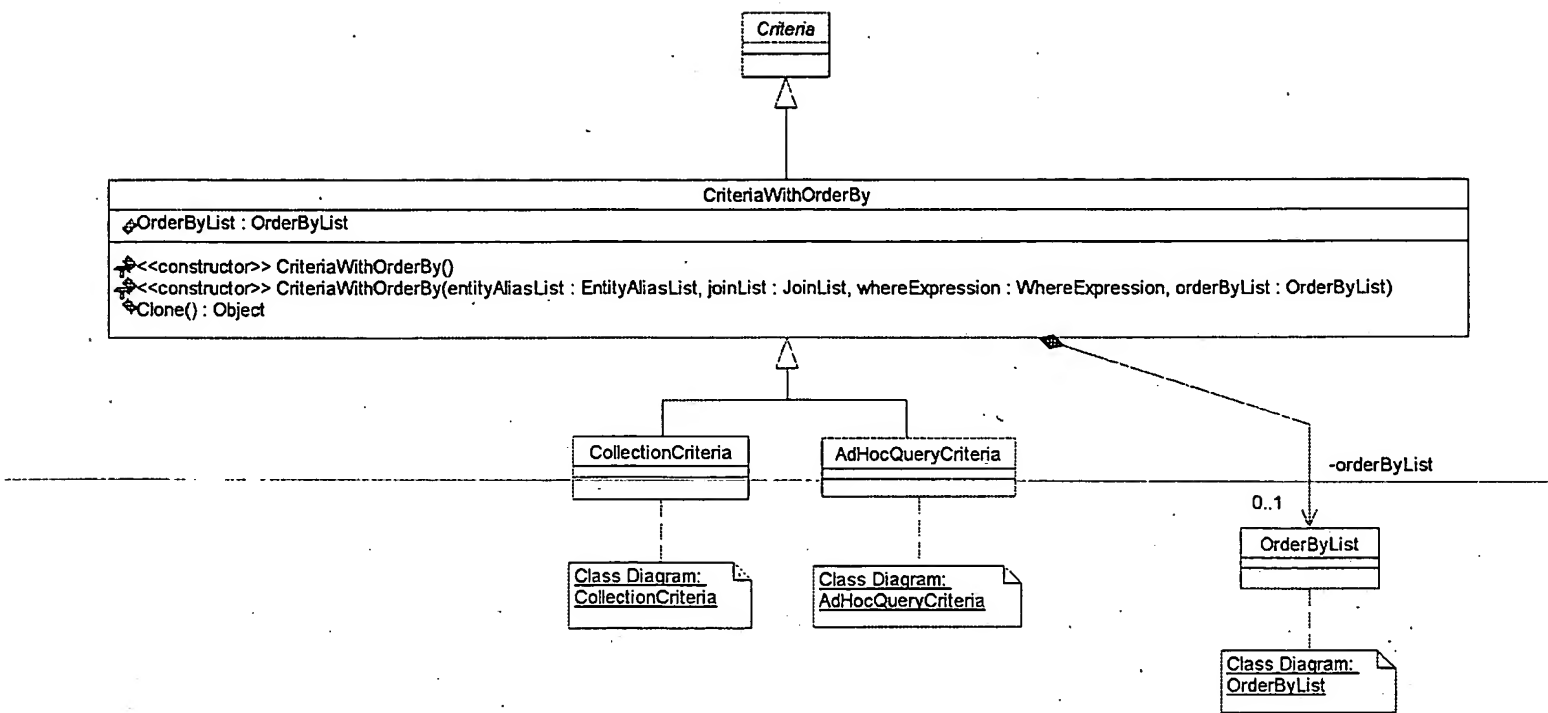 Criteria
CriteriaWithOrderBy
OrderByList : OrderByList
<<constructor>> CriteriaWithOrderBy()
<<constructor>> CriteriaWithOrderBy(entityAliasList : EntityAliasList, joinList : JoinList, whereExpression : WhereExpression, orderByList : OrderByList)
Clone() : Object
CollectionCriteria
AdHocQueryCriteria
-orderByList
0..1
OrderByList
Class Diagram:
CollectionCriteria
Class Diagram:
AdHocQueryCriteria
Class Diagram:
OrderByList